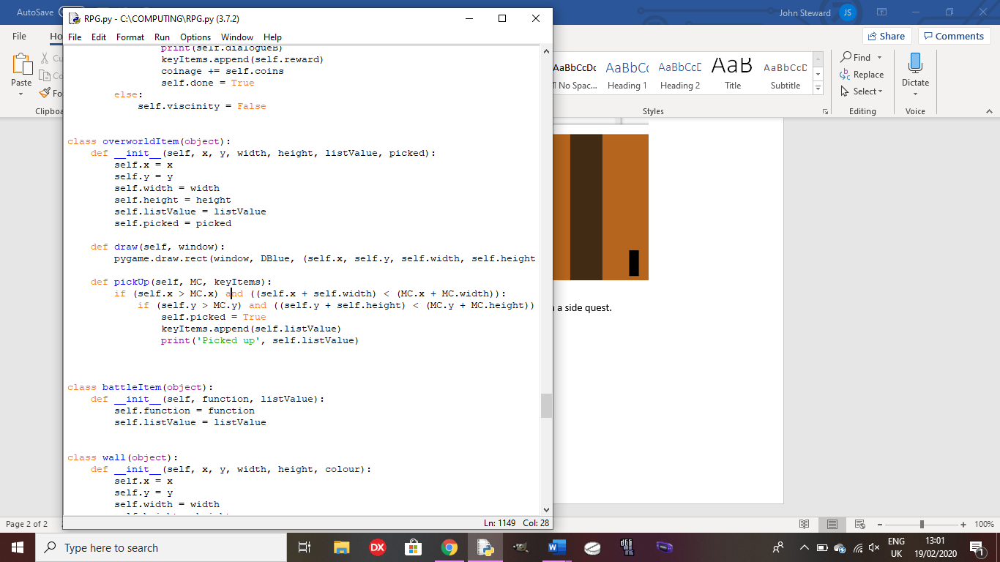 AutoSave
RPG.py - C:\COMPUTING\RPG.py (3.7.2)
John Steward
JS
File Edit Format Run Options Window Help
File
Ho
Share
Comments
Paste
Cu
Co
Fo
Clipboa
AaBbCcDc
AaBbCc
AaBbCcD
AaB
AaBbCcD
¶ No Spac...
Heading 1
Heading 2
Title
Subtitle
Styles
Find
Replace
Select
Editing
Dictate
Voice
print(self.dialogueB)
keyItems.append(self.reward)
coinage += self.coins
self.done = True
else:
self.viscinity = False
class overworldItem(object):
def __init__(self, x, y, width, height, listValue, picked):
self.x = x
self.y = y
self.width = width
self.height = height
self.listValue = listValue
self.picked = picked
def draw(self, window):
pygame.draw.rect(window, DBlue, (self.x, self.y, self.width, self.height
def pickUp(self, MC, keyItems):
if (self.x > MC.x) and ((self.x + self.width) < (MC.x + MC.width)):
if (self.y > MC.y) and ((self.y + self.height) < (MC.y + MC.height))
self.picked = True
keyItems.append(self.listValue)
print('Picked up', self.listValue)
class battleItem(object):
def __init__(self, function, listValue):
self.function = function
self.listValue = listValue
class wall(object):
def __init__(self, x, y, width, height, colour):
self.x = x
self.y = y
self.width = width
Ln: 1149 Col: 28
a side quest.
Page 2 of 2
100%
Type here to search
DX
ENG
UK
13:01
19/02/2020
1